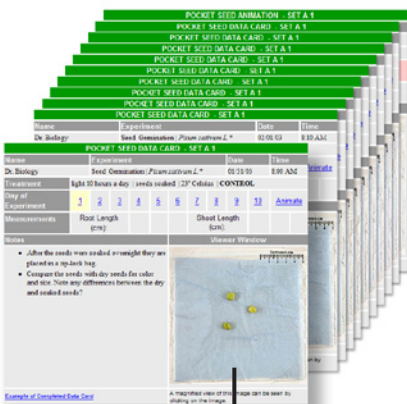 POCKET SEED ANIMATION - SET A 1
POCKET SEED DATA CARD - SET A 1
POCKET SEED DATA CARD - SET A 1
POCKET SEED DATA CARD - SET A 1
POCKET SEED DATA CARD - SET A 1
POCKET SEED DATA CARD - SET A 1
POCKET SEED DATA CARD - SET A 1
POCKET SEED DATA CARD - SET A 1
POCKET SEED DATA CARD - SET A 1
POCKET SEED DATA CARD - SET A 1
Name Experiment Date Time
Dr. Biology Seed Germination | Pisum sativum L.* 02/01/03 8:10 AM
Animate
POCKET SEED DATA CARD - SET A 1
Name Experiment Date Time
Dr. Biology Seed Germination | Pisum sativum L.* 01/31/03 8:00 AM
Treatment light 10 hours a day | seeds soaked | 23° Celsius | CONTROL
Day of Experiment 1 2 3 4 5 6 7 8 9 10 Animate
Measurements Root Length (cm): Shoot Length (cm):
Notes Viewer Window
• After the seeds were soaked overnight they are
placed in a zip-lock bag.
• Compare the seeds with dry seeds for color
and size. Note any differences between the dry
and soaked seeds?
Example of Completed Data Card
A magnified view of this image can be seen by
clicking on the image.